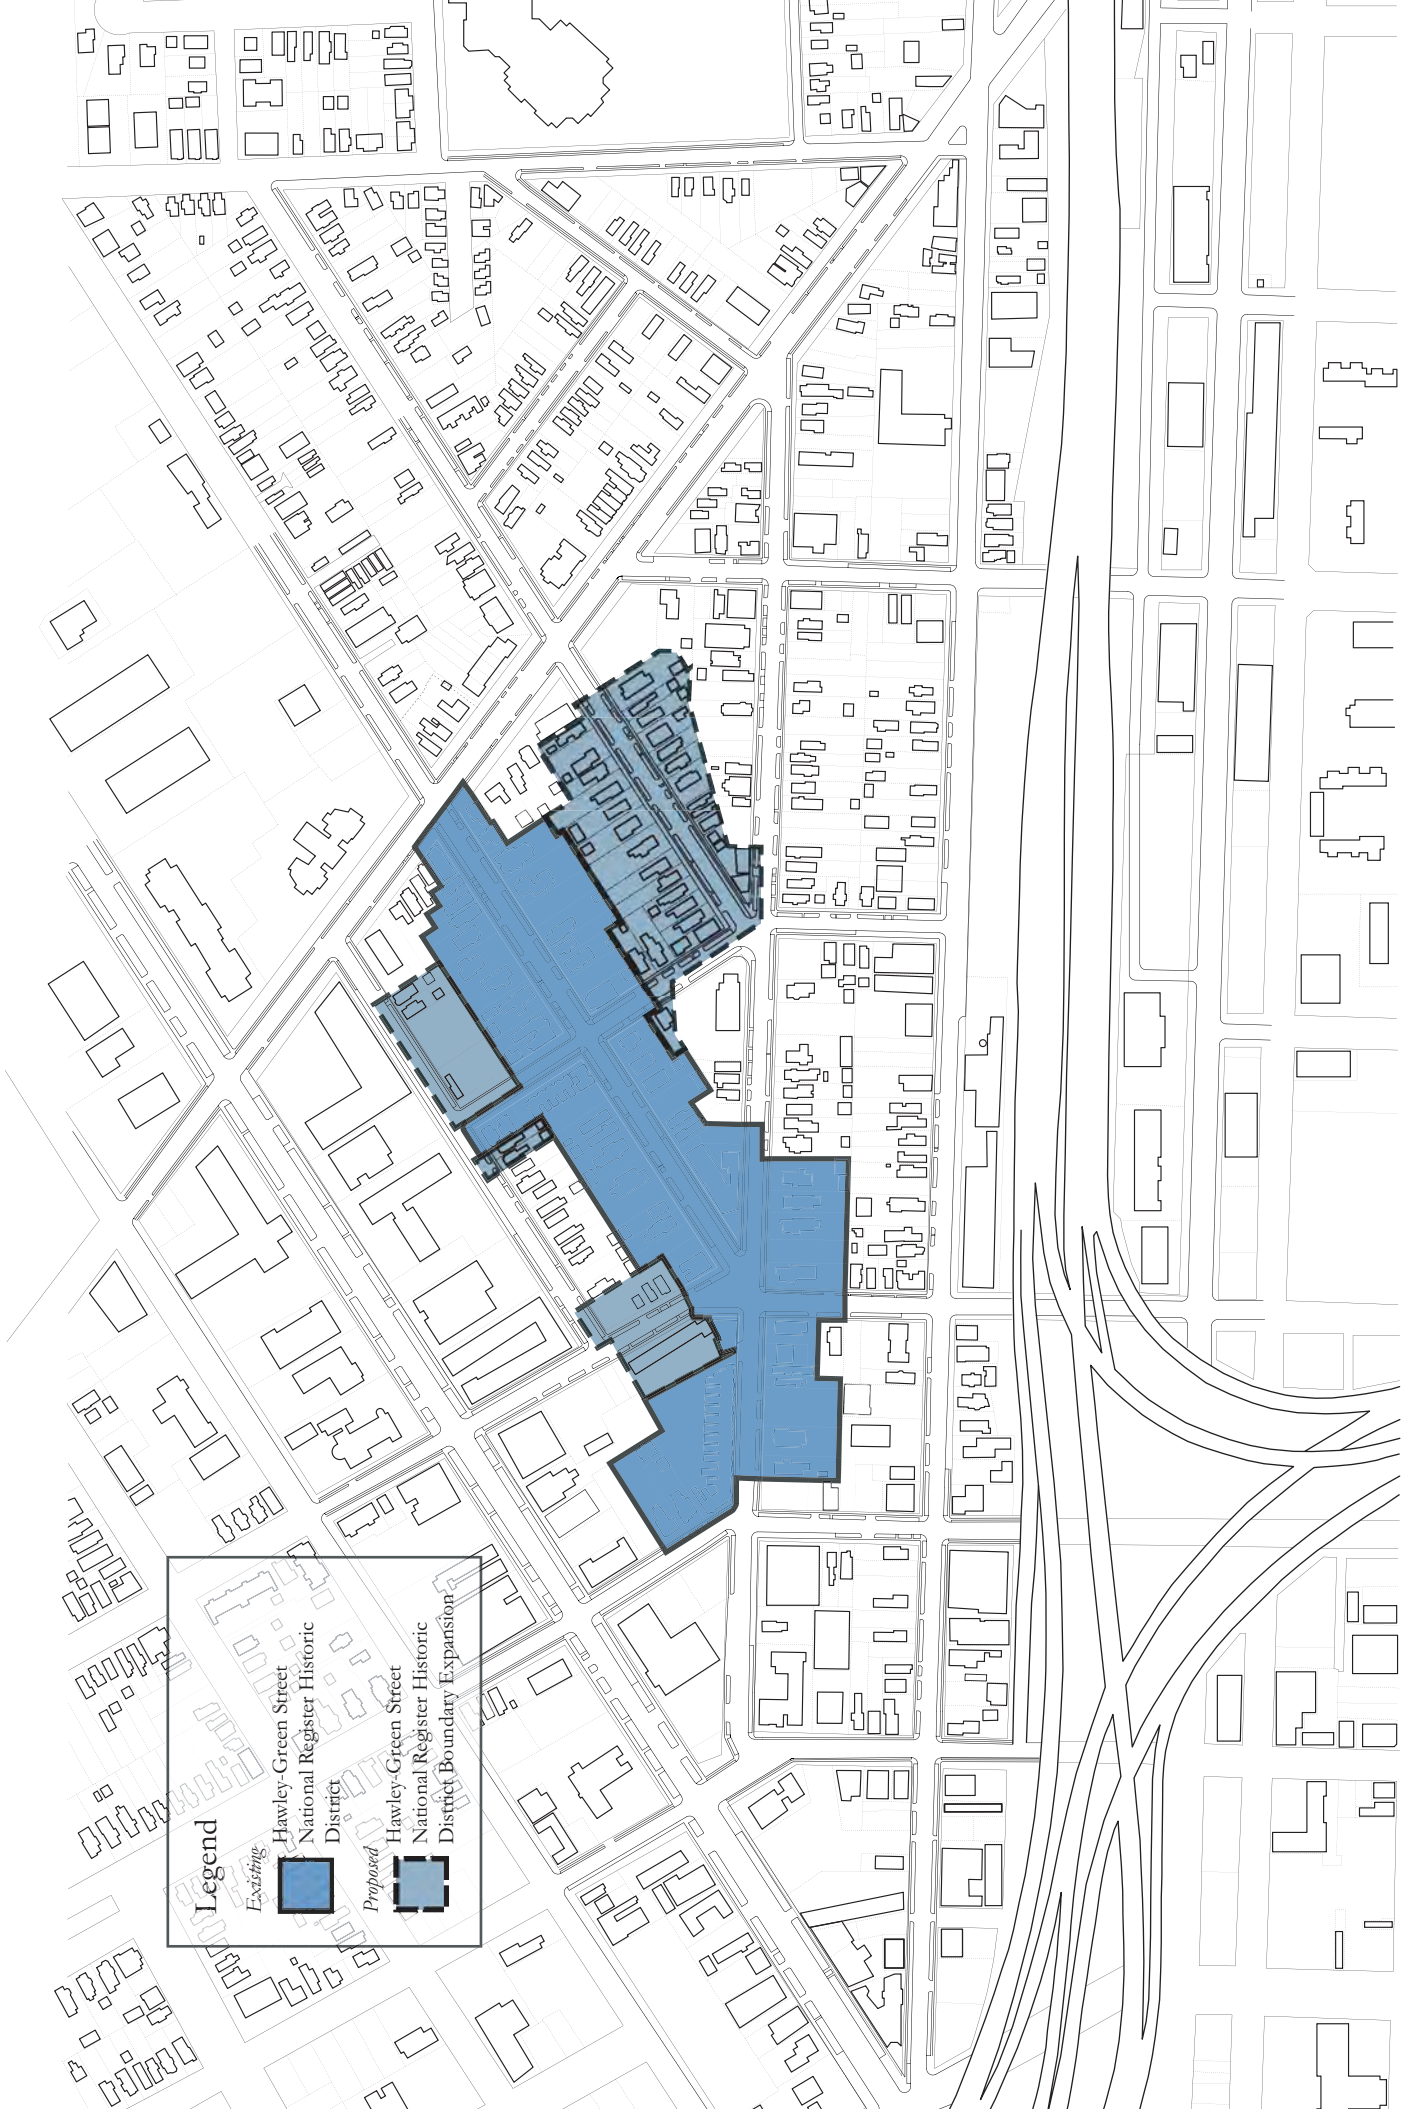 Legend
Existing
Hawley-Green Street
National Register Historic
District
Proposed
Hawley-Green Street
National Register Historic
District Boundary Expansion